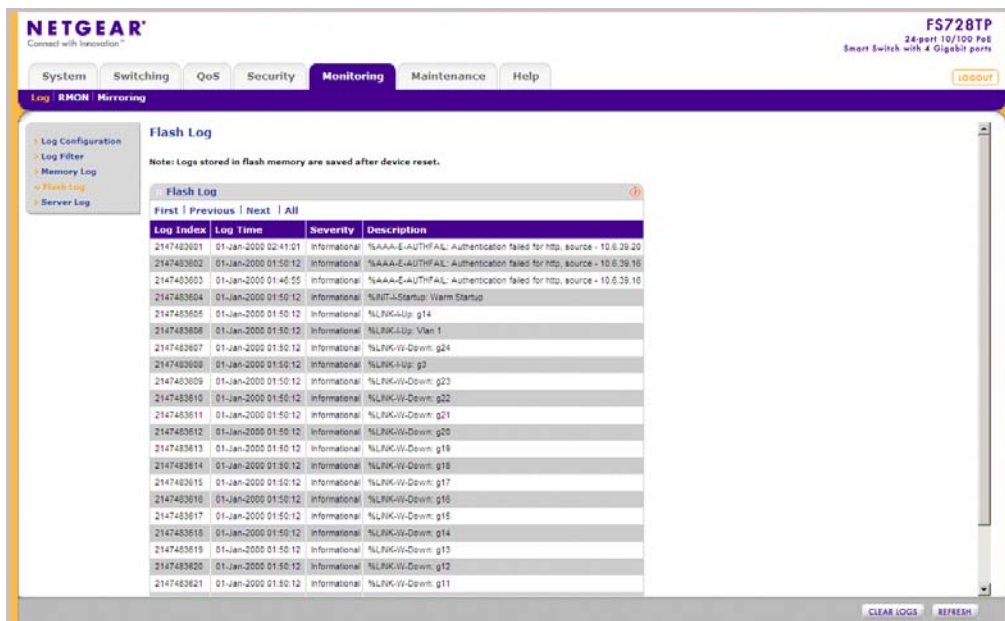 NETGEAR
Connect with Innovation™
FS728TP
24-port 10/100 PoE
Smart Switch with 4 Gigabit ports
System Switching QoS Security Monitoring Maintenance Help
LOGOUT
Log RMON Mirroring
Log Configuration
Log Filter
Memory Log
Flash Log
Server Log
Flash Log
Note: Logs stored in flash memory are saved after device reset.
Flash Log
First Previous Next All
Log Index Log Time Severity Description
2147483601 01-Jan-2000 02:41:01 Informational %AAA-E-AUTHFAIL: Authentication failed for http, source - 10.6.39.20
2147483602 01-Jan-2000 01:50:12 Informational %AAA-E-AUTHFAIL: Authentication failed for http, source - 10.6.39.16
2147483603 01-Jan-2000 01:46:55 Informational %AAA-E-AUTHFAIL: Authentication failed for http, source - 10.6.39.16
2147483604 01-Jan-2000 01:50:12 Informational %INIT-I-Startup: Warm Startup
2147483605 01-Jan-2000 01:50:12 Informational %LINK-I-Up: g14
2147483606 01-Jan-2000 01:50:12 Informational %LINK-I-Up: Vlan 1
2147483607 01-Jan-2000 01:50:12 Informational %LINK-W-Down: g24
2147483608 01-Jan-2000 01:50:12 Informational %LINK-I-Up: g3
2147483609 01-Jan-2000 01:50:12 Informational %LINK-W-Down: g23
2147483610 01-Jan-2000 01:50:12 Informational %LINK-W-Down: g22
2147483611 01-Jan-2000 01:50:12 Informational %LINK-W-Down: g21
2147483612 01-Jan-2000 01:50:12 Informational %LINK-W-Down: g20
2147483613 01-Jan-2000 01:50:12 Informational %LINK-W-Down: g19
2147483614 01-Jan-2000 01:50:12 Informational %LINK-W-Down: g18
2147483615 01-Jan-2000 01:50:12 Informational %LINK-W-Down: g17
2147483616 01-Jan-2000 01:50:12 Informational %LINK-W-Down: g16
2147483617 01-Jan-2000 01:50:12 Informational %LINK-W-Down: g15
2147483618 01-Jan-2000 01:50:12 Informational %LINK-W-Down: g14
2147483619 01-Jan-2000 01:50:12 Informational %LINK-W-Down: g13
2147483620 01-Jan-2000 01:50:12 Informational %LINK-W-Down: g12
2147483621 01-Jan-2000 01:50:12 Informational %LINK-W-Down: g11
CLEAR LOGS REFRESH